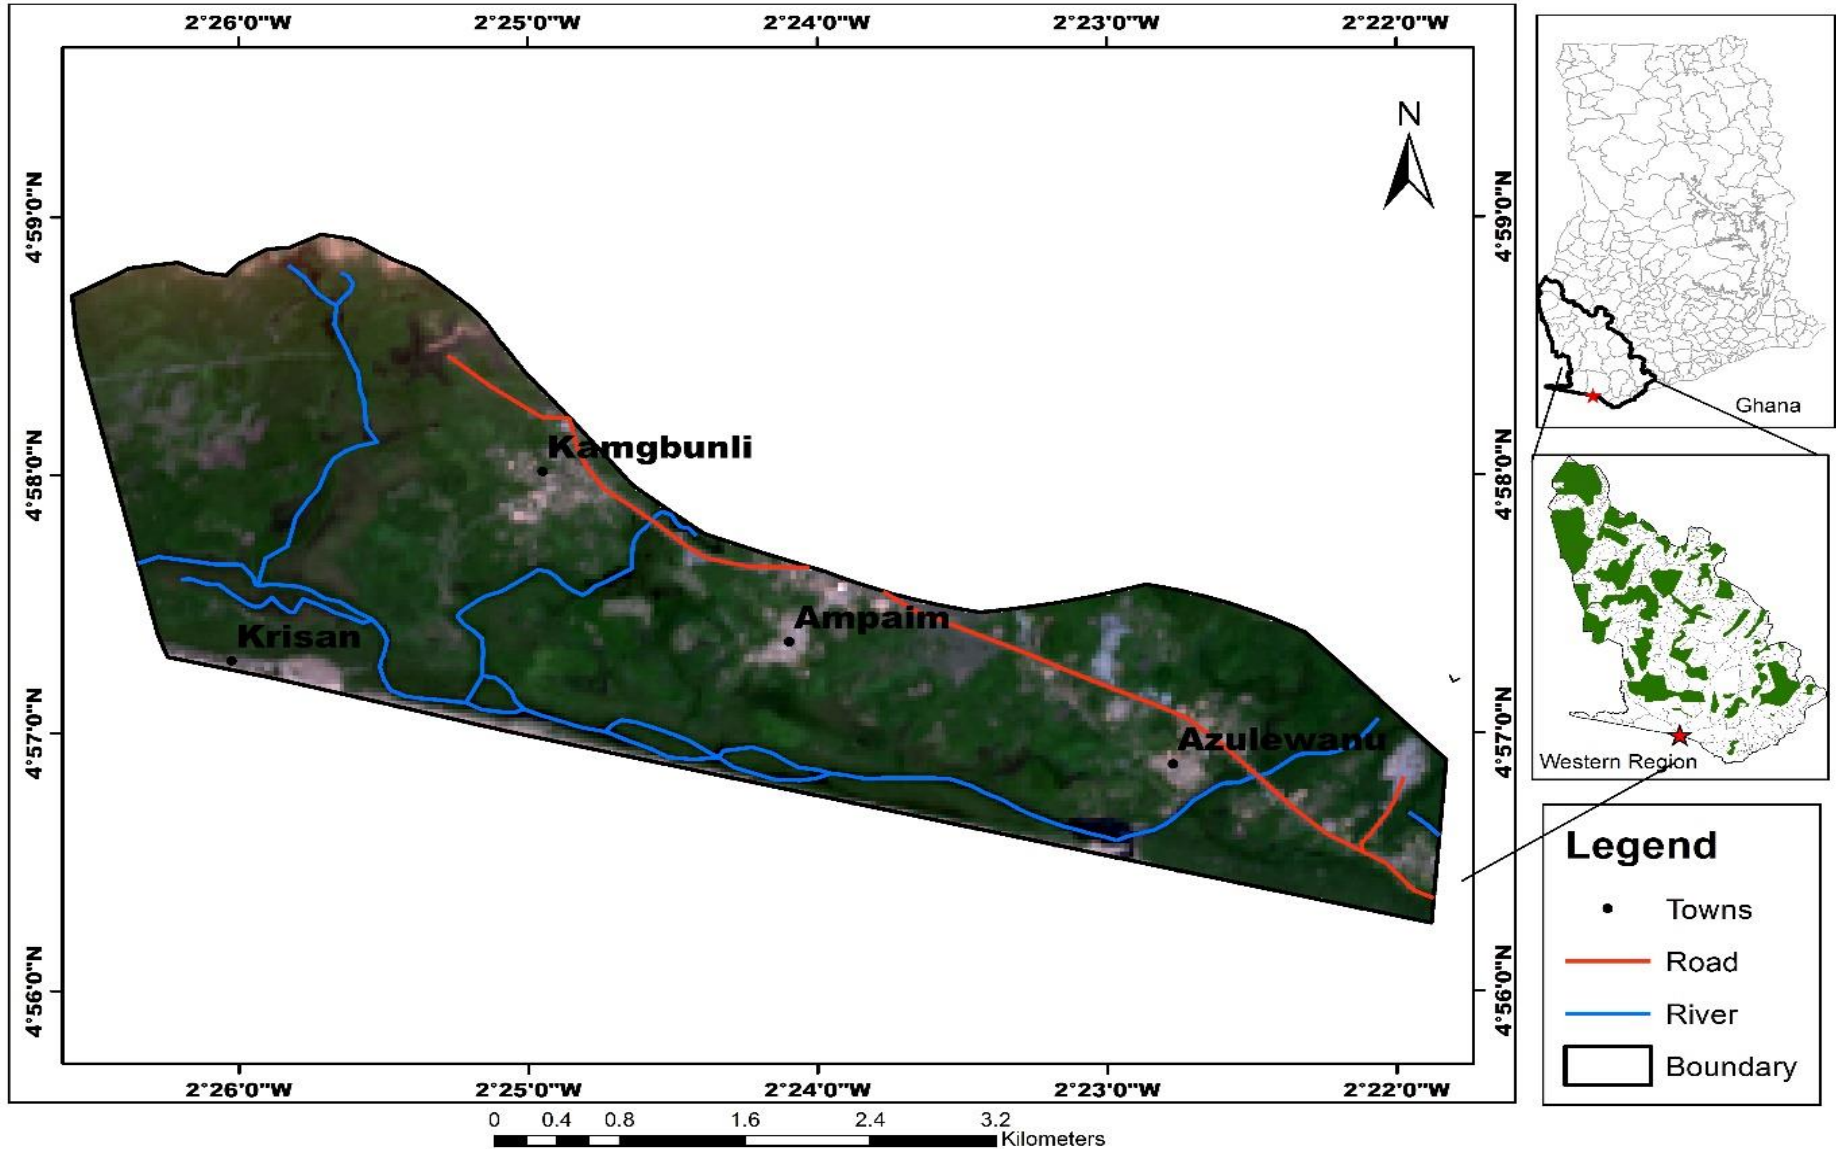 2°26'0"W 2°25'0"W 2°24'0"W 2°23'0"W 2°22'0"W
N
4°59'0"N 4°59'0"N
Kamgbunli
4°58'0"N 4°58'0"N
Ampaim
Krisan
4°57'0"N 4°57'0"N
Azulewanu
4°56'0"N 4°56'0"N
2°26'0"W 2°25'0"W 2°24'0"W 2°23'0"W 2°22'0"W
0 0.4 0.8 1.6 2.4 3.2
Kilometers
Ghana
Western Region
Legend
Towns
Road
River
Boundary